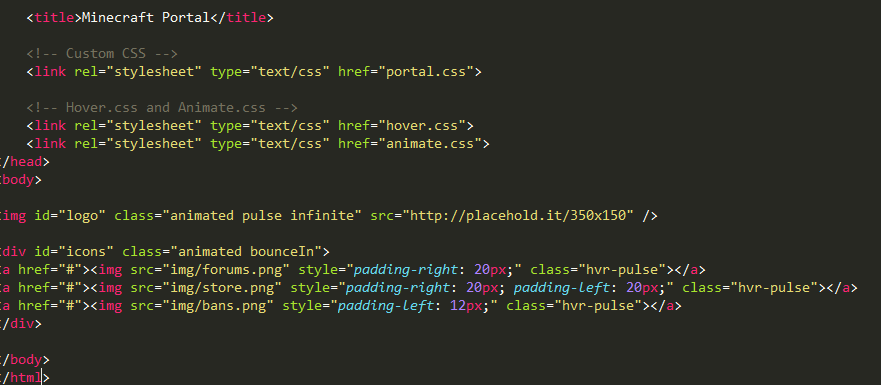 <title>Minecraft Portal</title>
<!-- Custom CSS -->
<link rel="stylesheet" type="text/css" href="portal.css">
<!-- Hover.css and Animate.css -->
<link rel="stylesheet" type="text/css" href="hover.css">
<link rel="stylesheet" type="text/css" href="animate.css">
/head>
body>
img id="logo" class="animated pulse infinite" src="http://placehold.it/350x150" />
div id="icons" class="animated bounceIn">
a href="#"><img src="img/forums.png" style="padding-right: 20px;" class="hvr-pulse"></a>
a href="#"><img src="img/store.png" style="padding-right: 20px; padding-left: 20px;" class="hvr-pulse"></a>
a href="#"><img src="img/bans.png" style="padding-left: 12px;" class="hvr-pulse"></a>
/div>
/body>
/html>